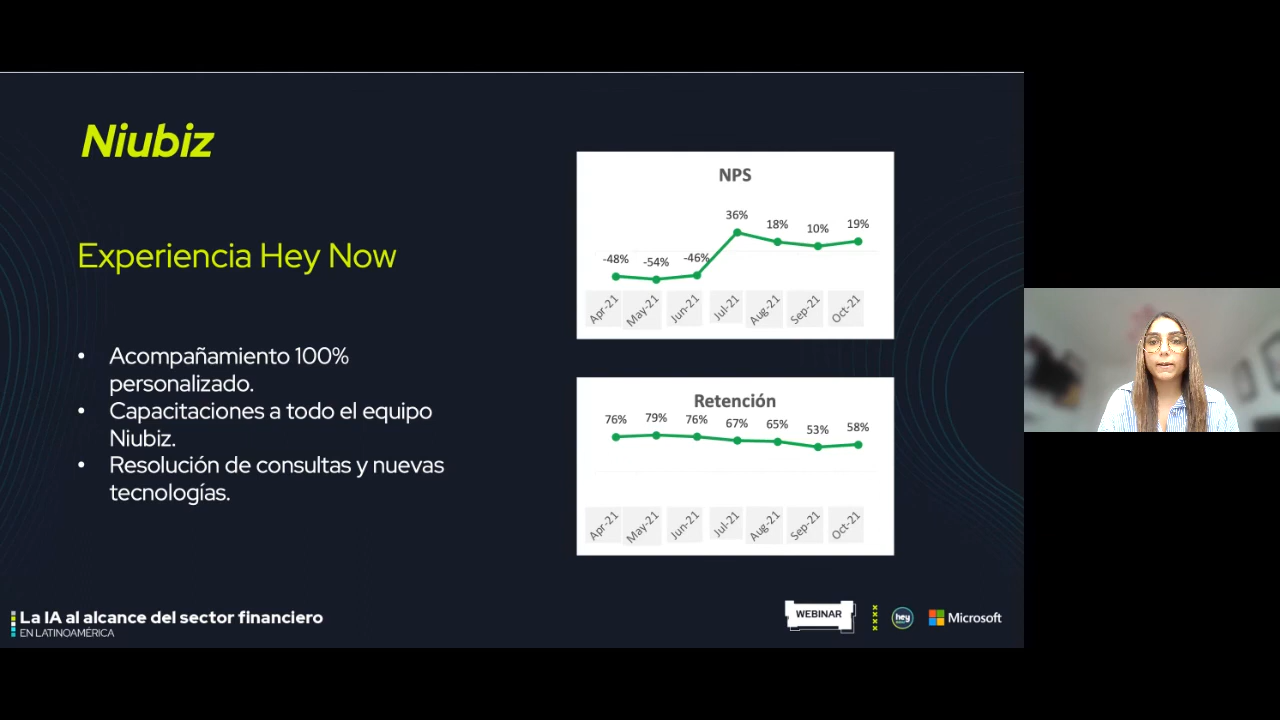 Niubiz
Experiencia Hey Now
• Acompañamiento 100%
personalizado.
• Capacitaciones a todo el equipo
Niubiz.
• Resolución de consultas y nuevas
tecnologías.
NPS
-48% -54% -46% 36% 18% 10% 19%
Apr-21 May-21 Jun-21 Jul-21 Aug-21 Sep-21 Oct-21
Retención
76% 79% 76% 67% 65% 53% 58%
Apr-21 May-21 Jun-21 Jul-21 Aug-21 Sep-21 Oct-21
La IA al alcance del sector financiero
EN LATINOAMÉRICA
WEBINAR
hey
Microsoft